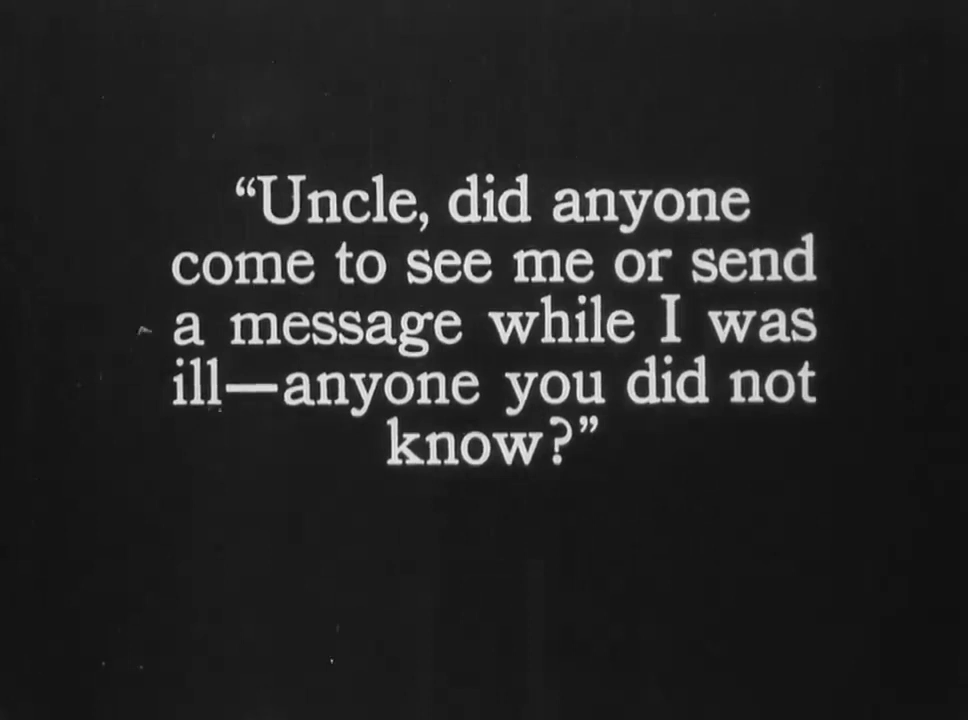 “Uncle, did anyone
come to see me or send
a message while I was
ill—anyone you did not
know?”